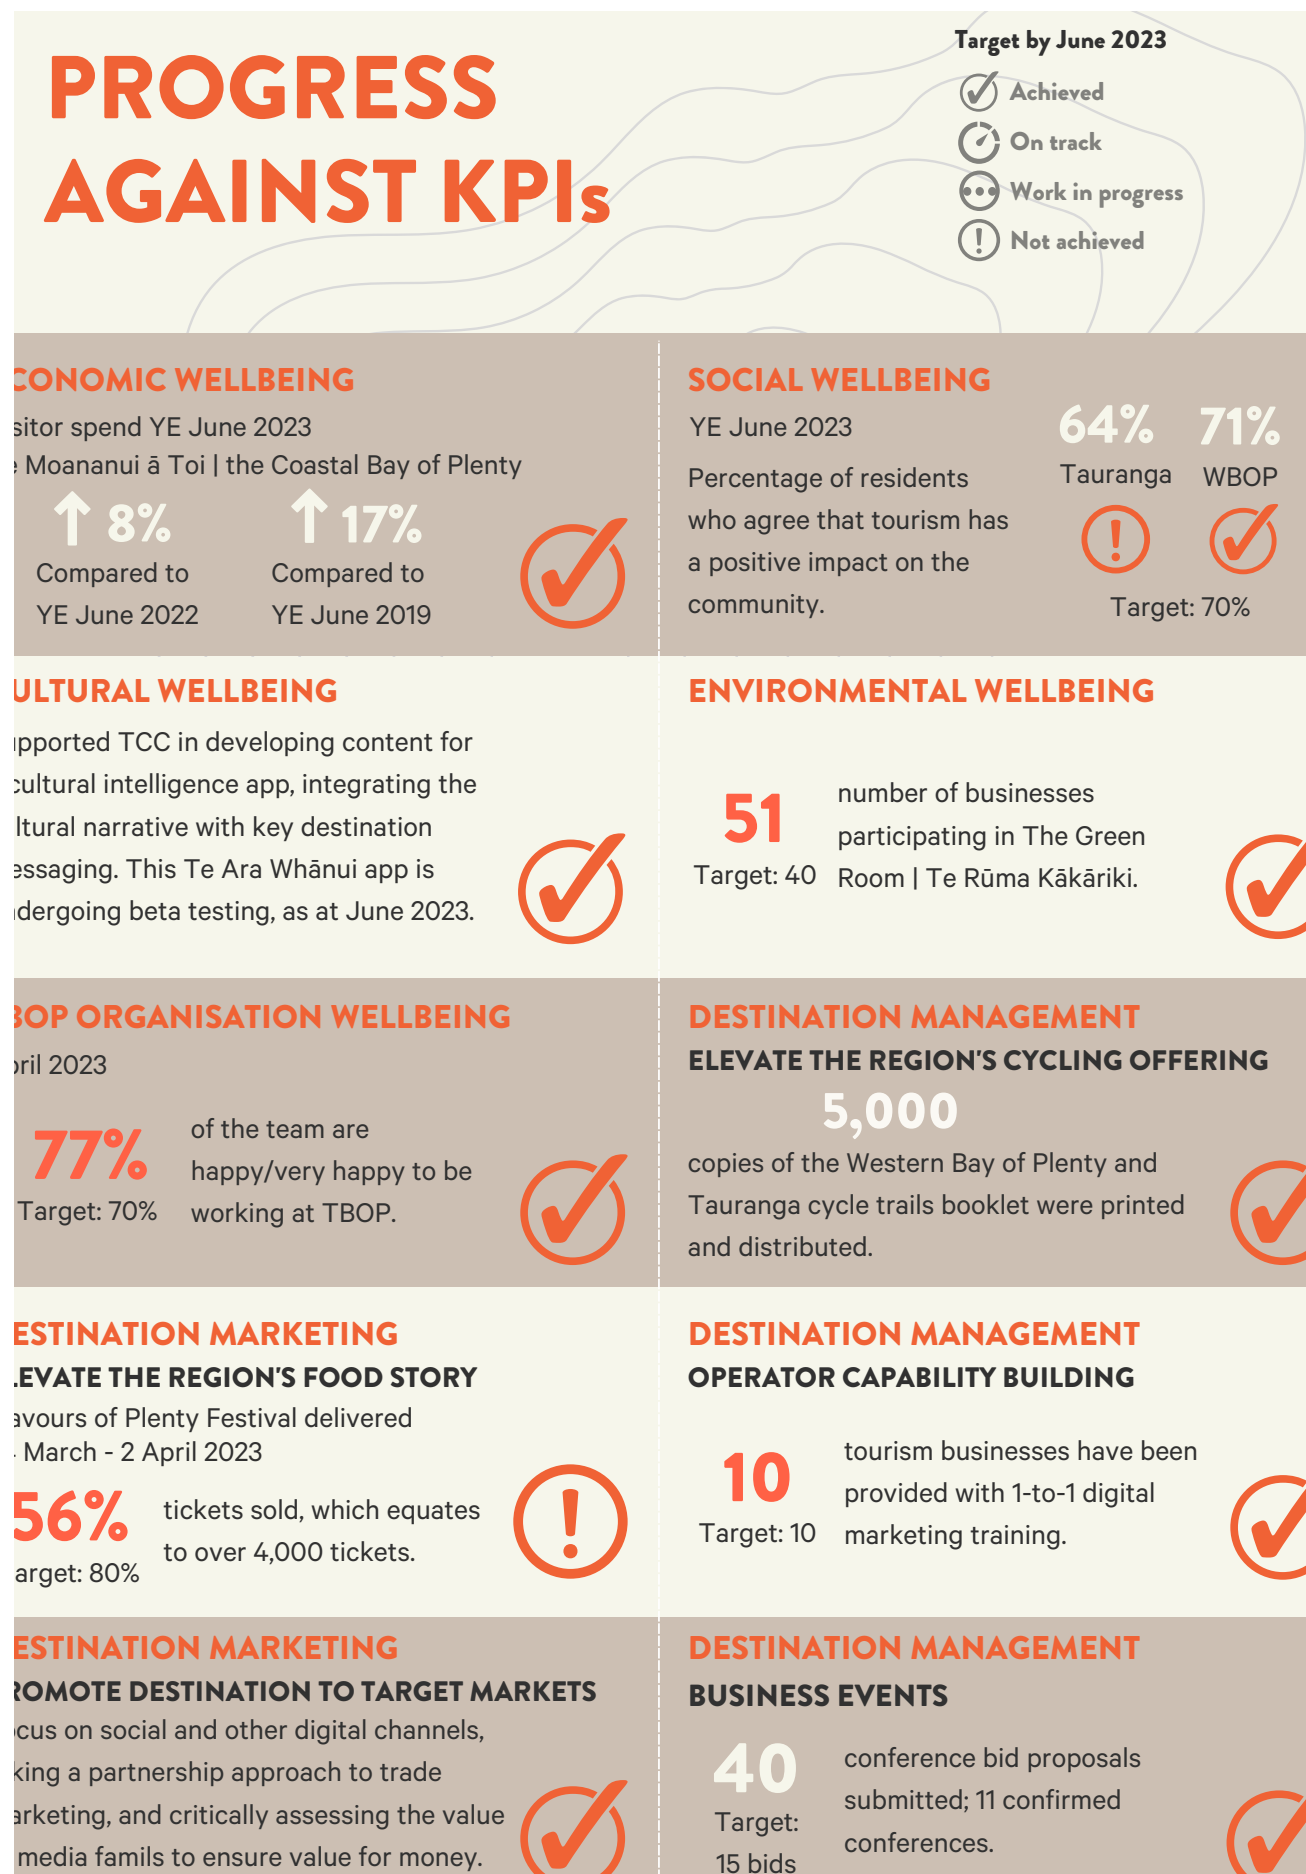 PROGRESS
AGAINST KPIs
Target by June 2023
Achieved
On track
Work in progress
Not achieved
CONOMIC WELLBEING
sitor spend YE June 2023
e Moananui ā Toi | the Coastal Bay of Plenty
8%
17%
Compared to
YE June 2022
Compared to
YE June 2019
SOCIAL WELLBEING
YE June 2023
Percentage of residents
who agree that tourism has
a positive impact on the
community.
64%
71%
Tauranga
WBOP
Target: 70%
ULTURAL WELLBEING
pported TCC in developing content for
cultural intelligence app, integrating the
ltural narrative with key destination
essaging. This Te Ara Whānui app is
dergoing beta testing, as at June 2023.
ENVIRONMENTAL WELLBEING
51
Target: 40
number of businesses
participating in The Green
Room | Te Rūma Kākāriki.
BOP ORGANISATION WELLBEING
pril 2023
77%
Target: 70%
of the team are
happy/very happy to be
working at TBOP.
DESTINATION MANAGEMENT
ELEVATE THE REGION'S CYCLING OFFERING
5,000
copies of the Western Bay of Plenty and
Tauranga cycle trails booklet were printed
and distributed.
ESTINATION MARKETING
LEVATE THE REGION'S FOOD STORY
avours of Plenty Festival delivered
March - 2 April 2023
56%
arget: 80%
tickets sold, which equates
to over 4,000 tickets.
DESTINATION MANAGEMENT
OPERATOR CAPABILITY BUILDING
10
Target: 10
tourism businesses have been
provided with 1-to-1 digital
marketing training.
ESTINATION MARKETING
ROMOTE DESTINATION TO TARGET MARKETS
ocus on social and other digital channels,
king a partnership approach to trade
arketing, and critically assessing the value
media famils to ensure value for money.
DESTINATION MANAGEMENT
BUSINESS EVENTS
40
Target:
15 bids
conference bid proposals
submitted; 11 confirmed
conferences.